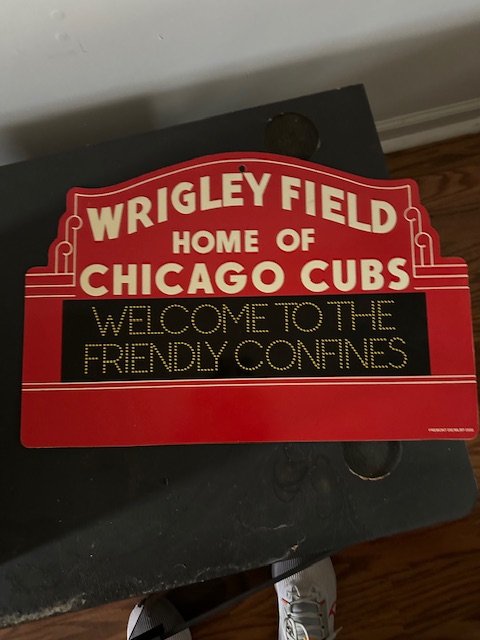 WRIGLEY FIELD
HOME OF
CHICAGO CUBS
WELCOME TO THE
FRIENDLY CONFINES